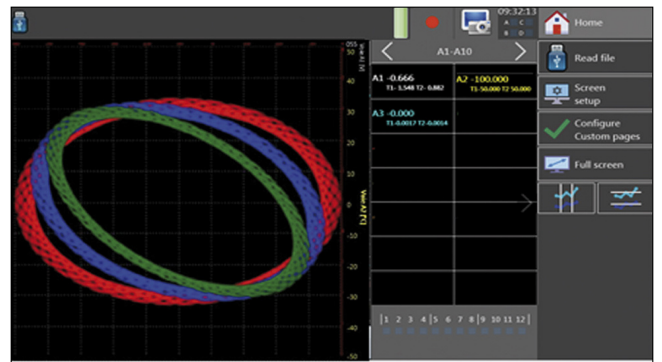 09:32:13
A C
B D
Home
A1-A10
Read file
Screen
setup
Configure
Custom pages
Full screen
A1 -0.666
T1- 1.548 T2- 0.882
A2 -100.000
T1-50.000 T2 50.000
A3 -0.000
T1-0.0017 T2-0.0014
50
40
30
20
10
0
-10
-20
-30
-40
-50
1 2 3 4 5 6 7 8 9 10 11 12